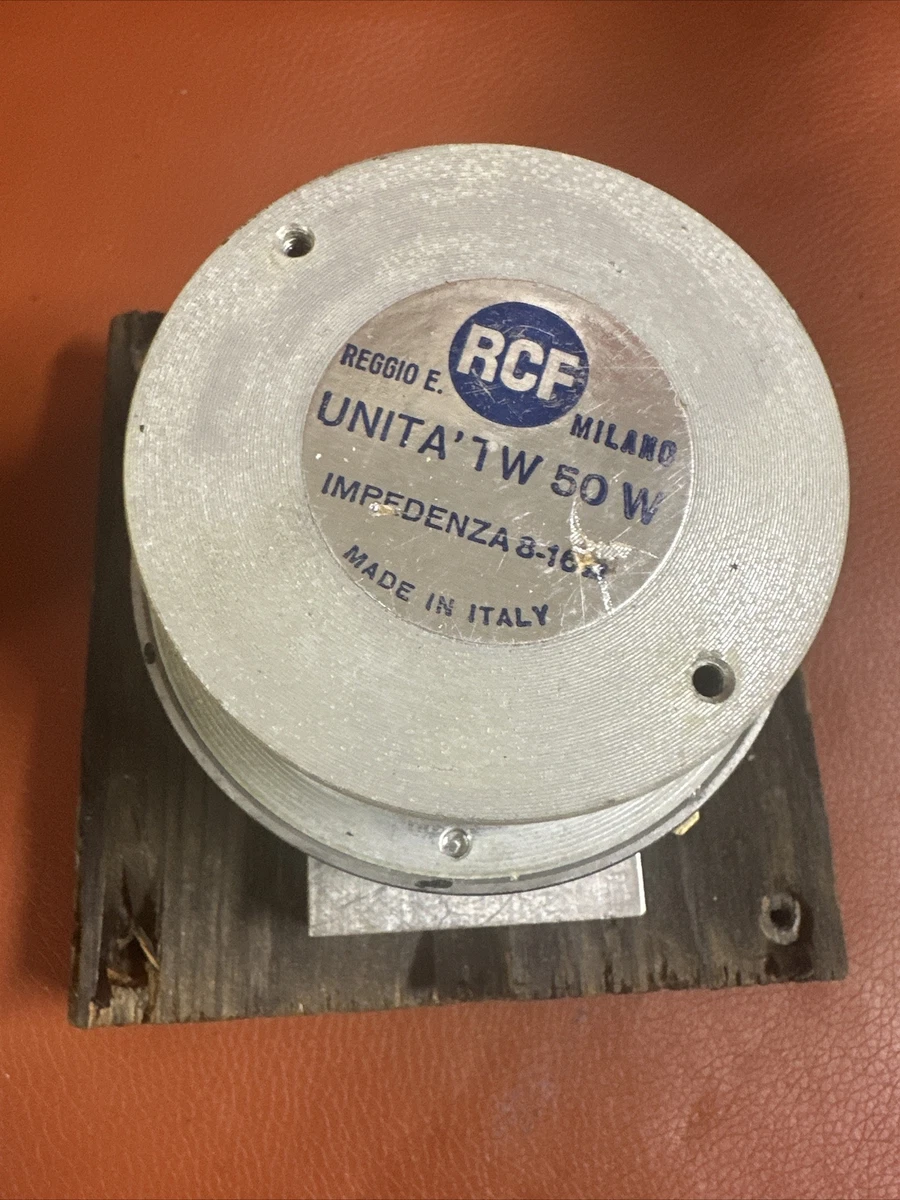 RCF
REGGIO E. MILANO
UNITA' TW 50 W
IMPEDENZA 8-16 Ω
MADE IN ITALY